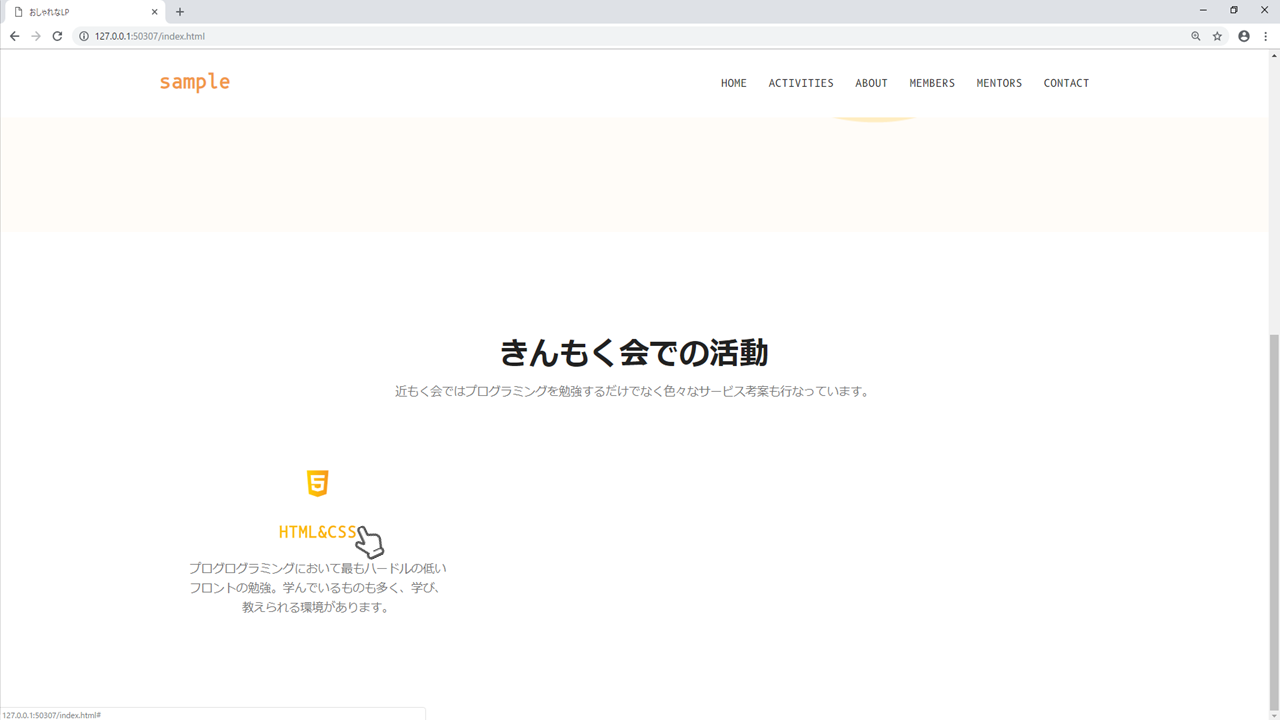 おしゃれなLP
127.0.0.1:50307/index.html
sample
HOME ACTIVITIES ABOUT MEMBERS MENTORS CONTACT
きんもく会での活動
近もく会ではプログラミングを勉強するだけでなく色々なサービス考案も行なっています。
HTML&CSS
プログログラミングにおいて最もハードルの低い
フロントの勉強。学んでいるものも多く、学び、
教えられる環境があります。
127.0.0.1:50307/index.html#